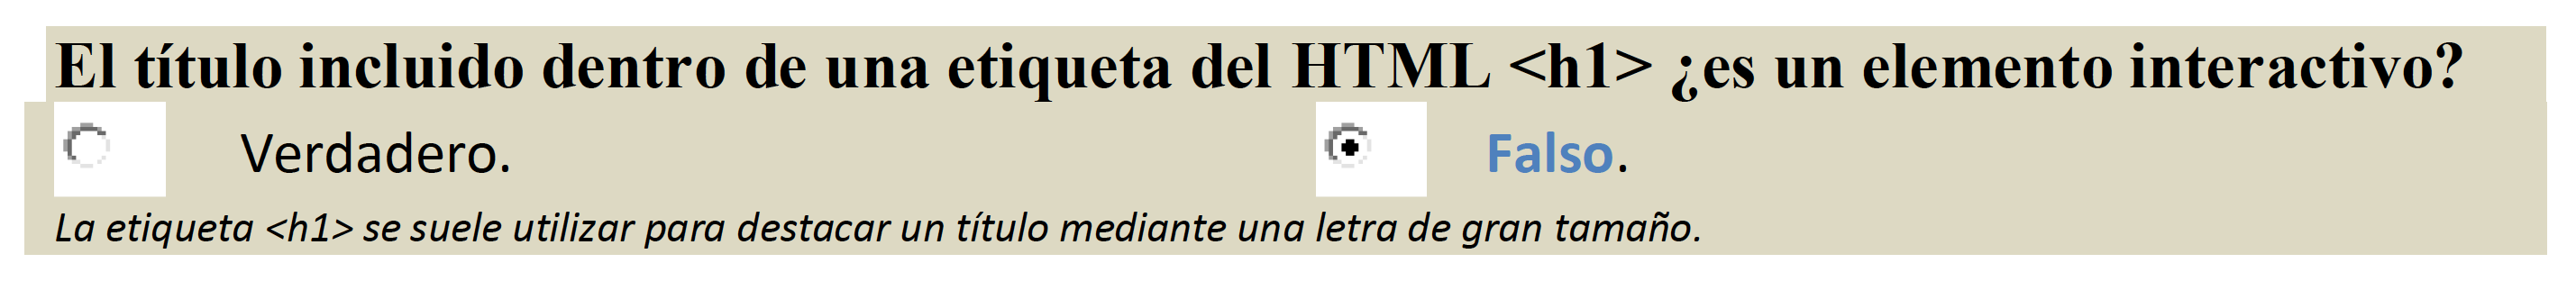 El título incluido dentro de una etiqueta del HTML <h1> ¿es un elemento interactivo?
Verdadero. Falso.
La etiqueta <h1> se suele utilizar para destacar un título mediante una letra de gran tamaño.